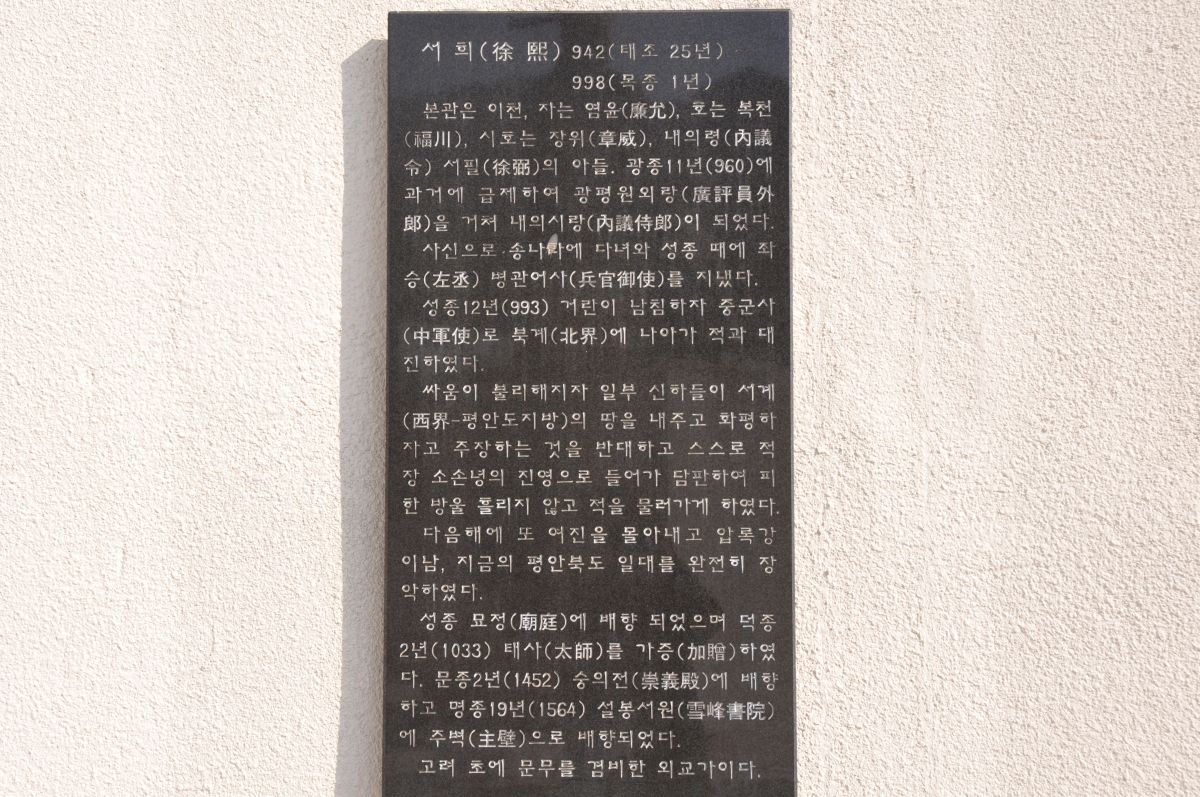 서 희(徐 熙) 942(태조 25년) ~
998(목종 1년)
본관은 이천, 자는 염윤(廉允), 호는 복천
(福川), 시호는 장위(章威), 내의령(內議
令) 서필(徐弼)의 아들. 광종11년(960)에
과거에 급제하여 광평원외랑(廣評員外
郞)을 거쳐 내의시랑(內議侍郞)이 되었다.
사신으로 송나라에 다녀와 성종 때에 좌
승(左丞) 병관어사(兵官御使)를 지냈다.
성종12년(993) 거란이 남침하자 중군사
(中軍使)로 북계(北界)에 나아가 적과 대
진하였다.
싸움이 불리해지자 일부 신하들이 서계
(西界-평안도지방)의 땅을 내주고 화평하
자고 주장하는 것을 반대하고 스스로 적
장 소손녕의 진영으로 들어가 담판하여 피
한 방울 흘리지 않고 적을 물러가게 하였다.
다음해에 또 여진을 몰아내고 압록강
이남, 지금의 평안북도 일대를 완전히 장
악하였다.
성종 묘정(廟庭)에 배향 되었으며 덕종
2년(1033) 태사(太師)를 가증(加贈)하였
다. 문종2년(1452) 숭의전(崇義殿)에 배향
하고 명종19년(1564) 설봉서원(雪峰書院)
에 주벽(主壁)으로 배향되었다.
고려 초에 문무를 겸비한 외교가이다.